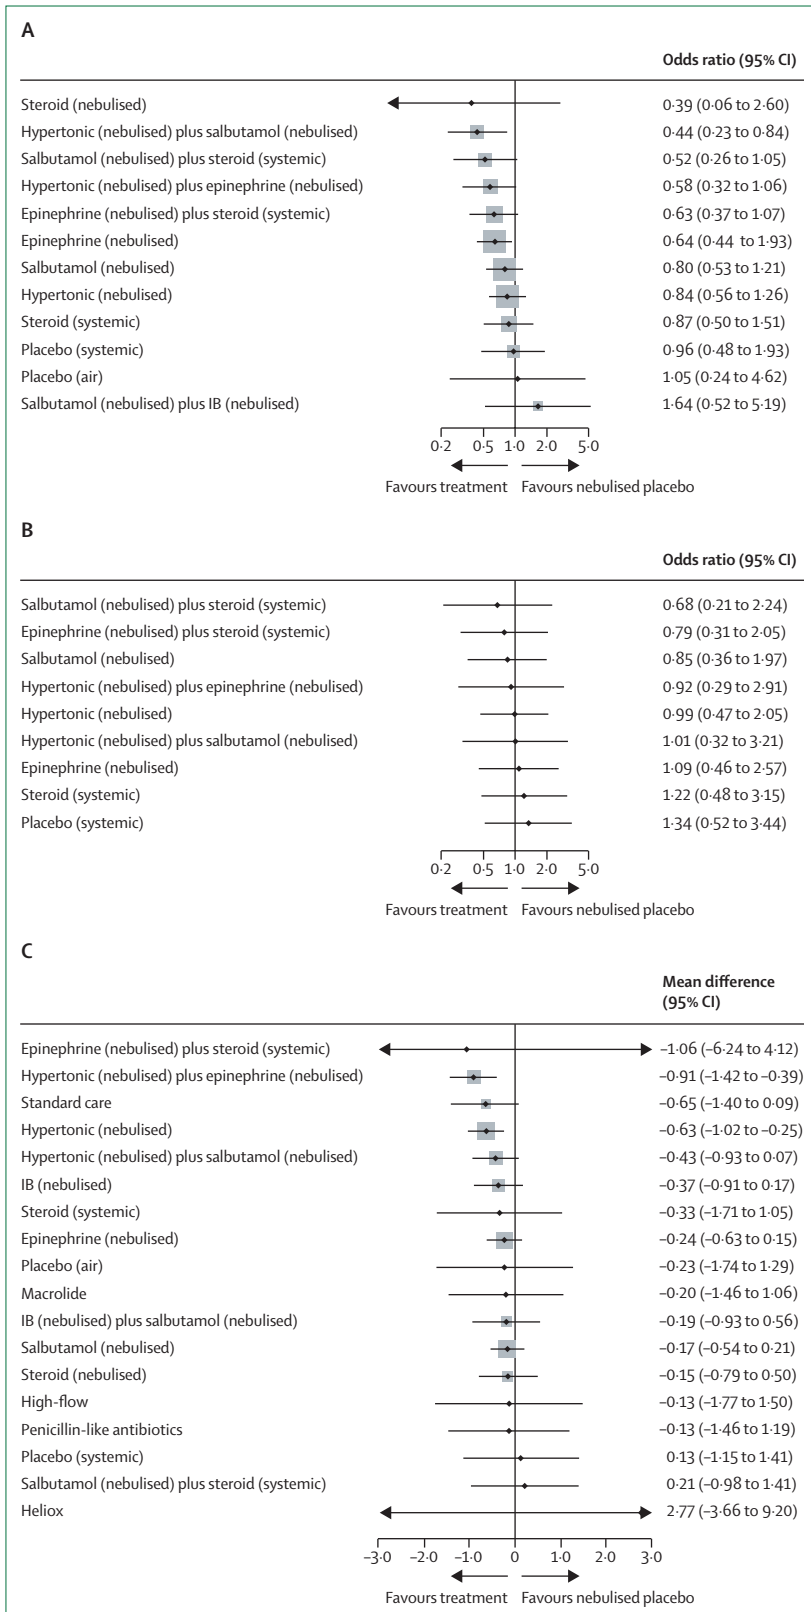 A
Odds ratio (95% CI)
Steroid (nebulised) 0·39 (0·06 to 2·60)
Hypertonic (nebulised) plus salbutamol (nebulised) 0·44 (0·23 to 0·84)
Salbutamol (nebulised) plus steroid (systemic) 0·52 (0·26 to 1·05)
Hypertonic (nebulised) plus epinephrine (nebulised) 0·58 (0·32 to 1·06)
Epinephrine (nebulised) plus steroid (systemic) 0·63 (0·37 to 1·07)
Epinephrine (nebulised) 0·64 (0·44 to 1·93)
Salbutamol (nebulised) 0·80 (0·53 to 1·21)
Hypertonic (nebulised) 0·84 (0·56 to 1·26)
Steroid (systemic) 0·87 (0·50 to 1·51)
Placebo (systemic) 0·96 (0·48 to 1·93)
Placebo (air) 1·05 (0·24 to 4·62)
Salbutamol (nebulised) plus IB (nebulised) 1·64 (0·52 to 5·19)
0·2 0·5 1·0 2·0 5·0
Favours treatment Favours nebulised placebo
B
Odds ratio (95% CI)
Salbutamol (nebulised) plus steroid (systemic) 0·68 (0·21 to 2·24)
Epinephrine (nebulised) plus steroid (systemic) 0·79 (0·31 to 2·05)
Salbutamol (nebulised) 0·85 (0·36 to 1·97)
Hypertonic (nebulised) plus epinephrine (nebulised) 0·92 (0·29 to 2·91)
Hypertonic (nebulised) 0·99 (0·47 to 2·05)
Hypertonic (nebulised) plus salbutamol (nebulised) 1·01 (0·32 to 3·21)
Epinephrine (nebulised) 1·09 (0·46 to 2·57)
Steroid (systemic) 1·22 (0·48 to 3·15)
Placebo (systemic) 1·34 (0·52 to 3·44)
0·2 0·5 1·0 2·0 5·0
Favours treatment Favours nebulised placebo
C
Mean difference
(95% CI)
Epinephrine (nebulised) plus steroid (systemic) –1·06 (–6·24 to 4·12)
Hypertonic (nebulised) plus epinephrine (nebulised) –0·91 (–1·42 to –0·39)
Standard care –0·65 (–1·40 to 0·09)
Hypertonic (nebulised) –0·63 (–1·02 to –0·25)
Hypertonic (nebulised) plus salbutamol (nebulised) –0·43 (–0·93 to 0·07)
IB (nebulised) –0·37 (–0·91 to 0·17)
Steroid (systemic) –0·33 (–1·71 to 1·05)
Epinephrine (nebulised) –0·24 (–0·63 to 0·15)
Placebo (air) –0·23 (–1·74 to 1·29)
Macrolide –0·20 (–1·46 to 1·06)
IB (nebulised) plus salbutamol (nebulised) –0·19 (–0·93 to 0·56)
Salbutamol (nebulised) –0·17 (–0·54 to 0·21)
Steroid (nebulised) –0·15 (–0·79 to 0·50)
High-flow –0·13 (–1·77 to 1·50)
Penicillin-like antibiotics –0·13 (–1·46 to 1·19)
Placebo (systemic) 0·13 (–1·15 to 1·41)
Salbutamol (nebulised) plus steroid (systemic) 0·21 (–0·98 to 1·41)
Heliox 2·77 (–3·66 to 9·20)
–3·0 –2·0 –1·0 0 1·0 2·0 3·0
Favours treatment Favours nebulised placebo